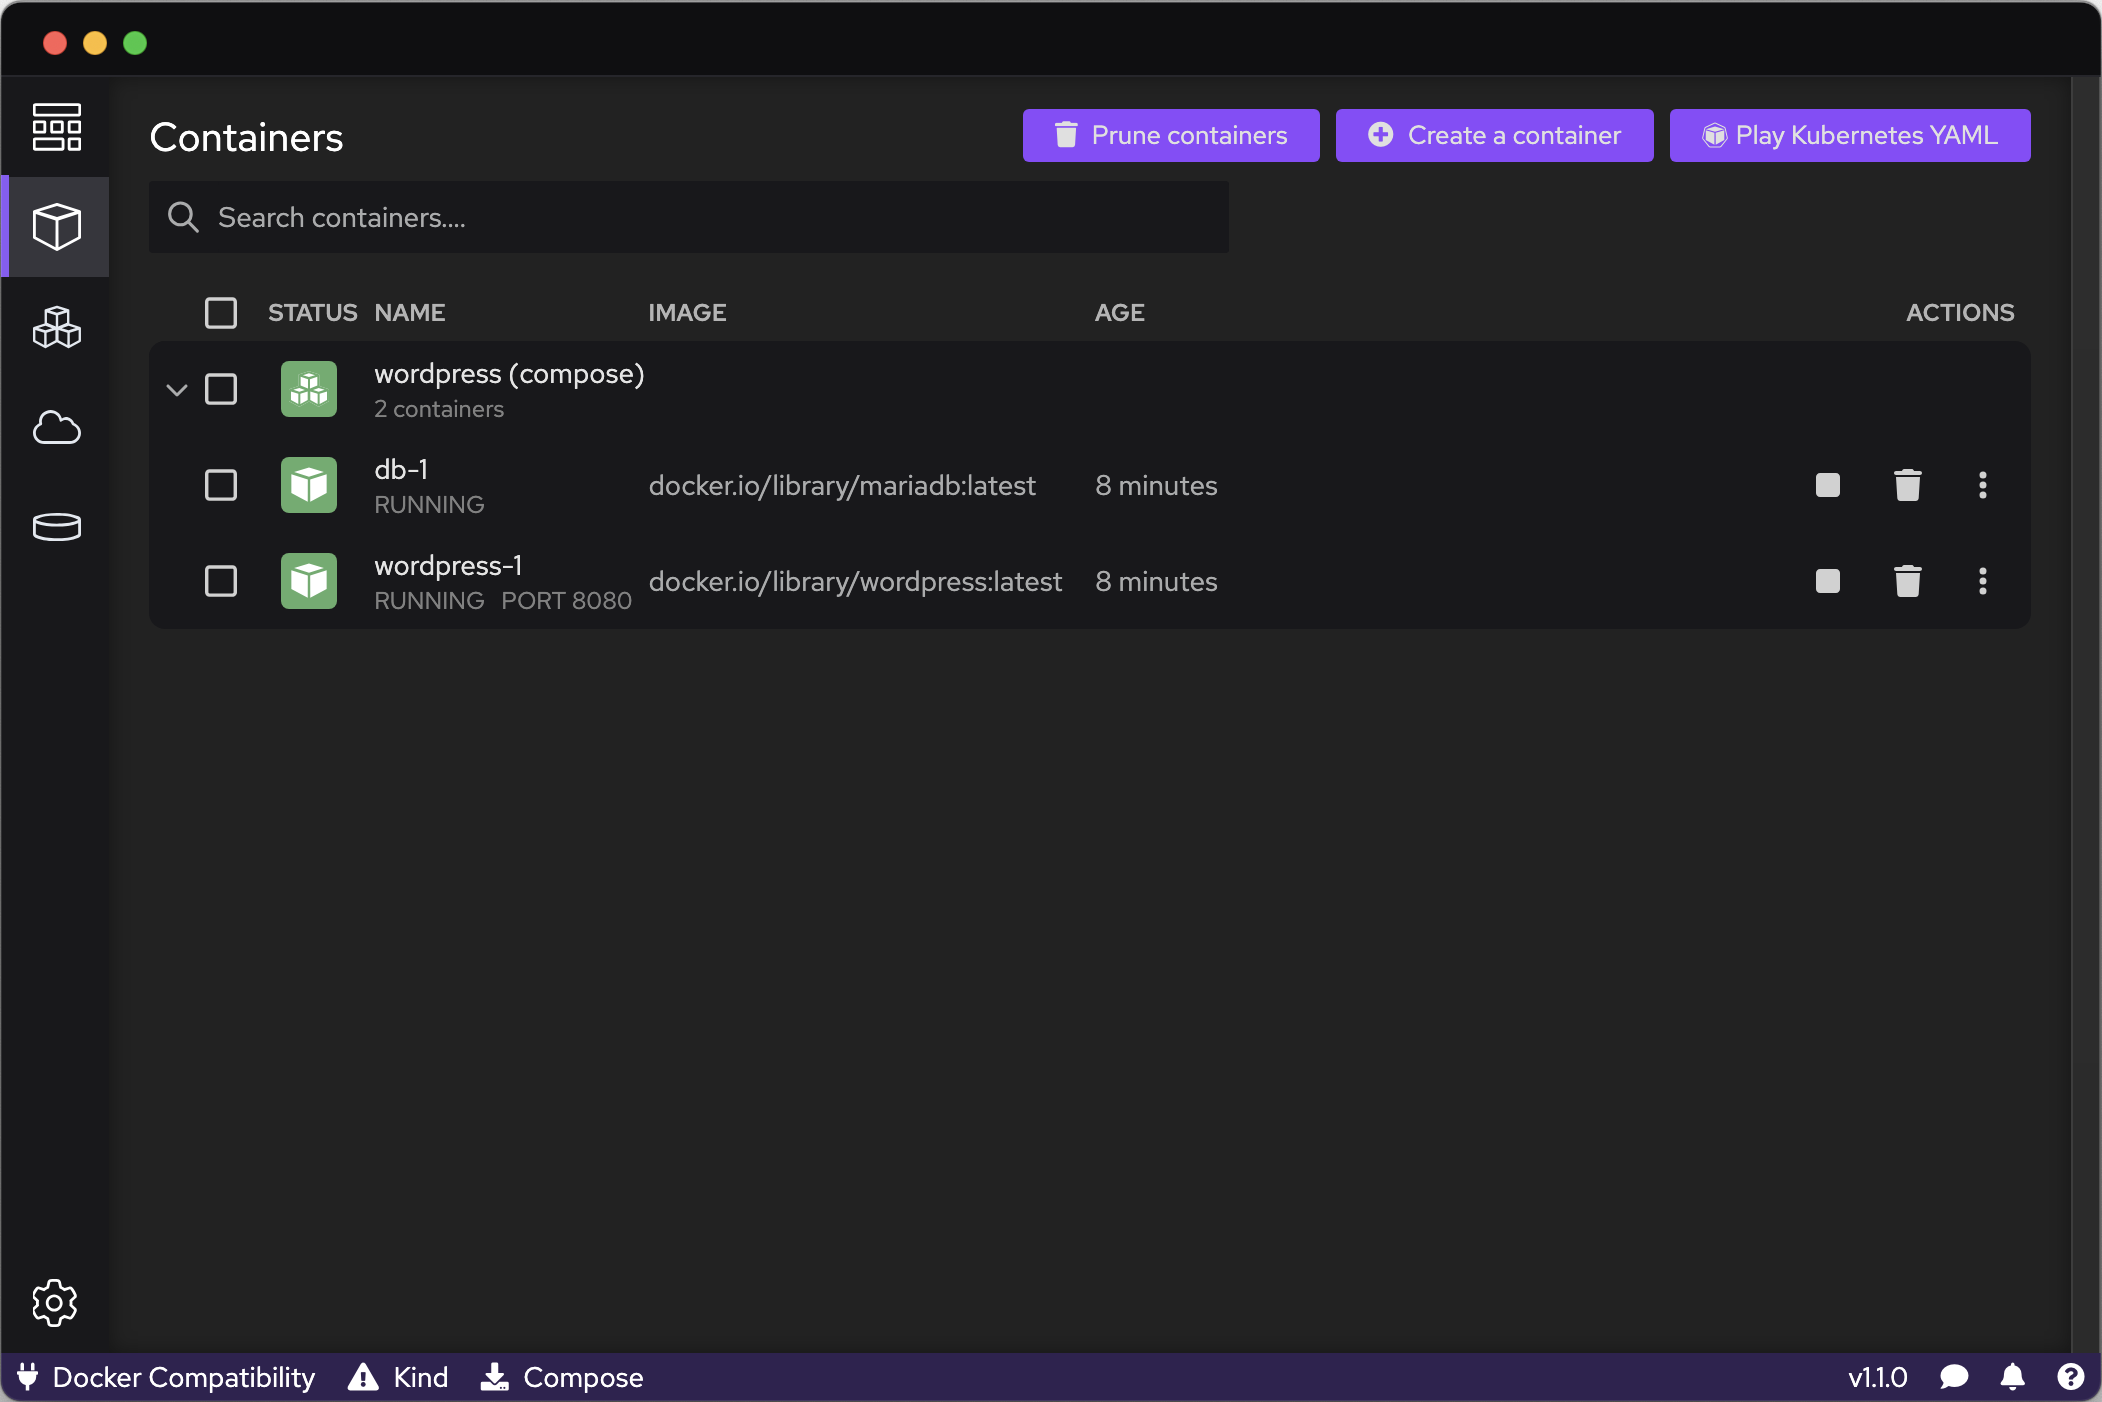 Containers
Prune containers
Create a container
Play Kubernetes YAML
Search containers....
STATUS NAME IMAGE AGE ACTIONS
wordpress (compose)
2 containers
db-1
RUNNING
docker.io/library/mariadb:latest
8 minutes
wordpress-1
RUNNING PORT 8080
docker.io/library/wordpress:latest
8 minutes
Docker Compatibility Kind Compose v1.1.0